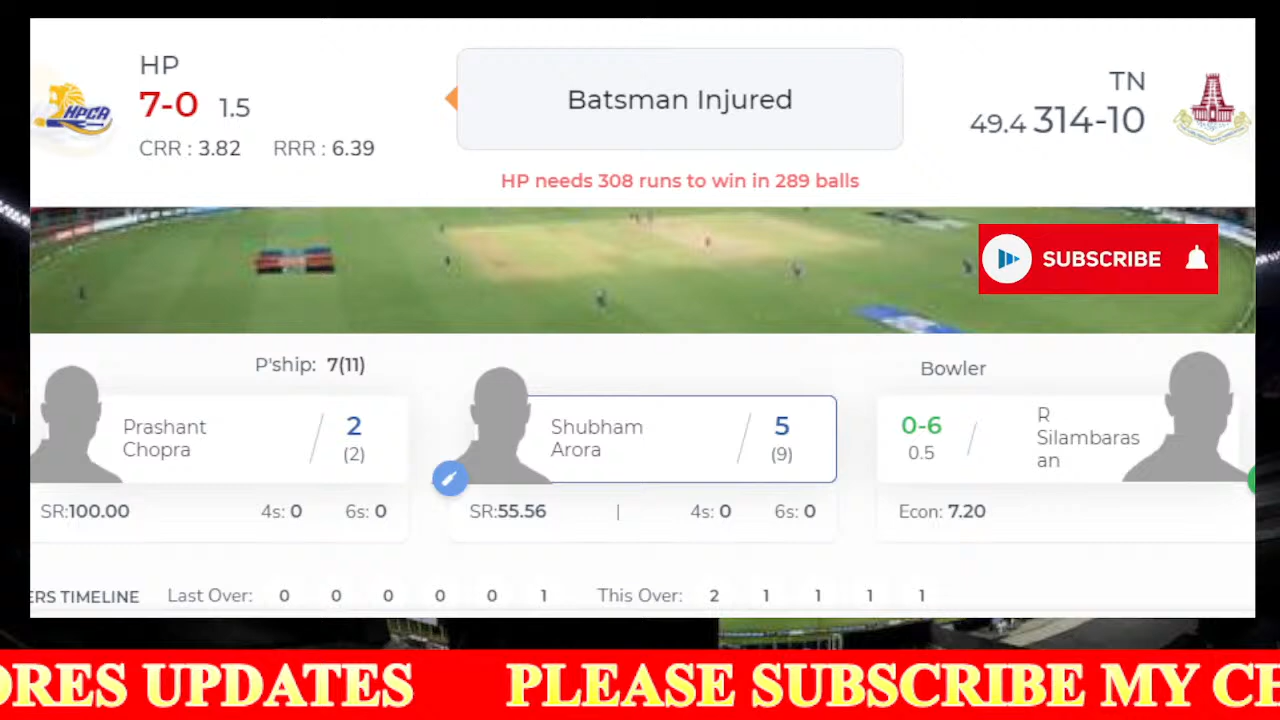 HP
7-0 1.5
CRR : 3.82 RRR : 6.39
HPCA
Batsman Injured
HP needs 308 runs to win in 289 balls
TN
49.4 314-10
SUBSCRIBE
P'ship: 7(11)
Prashant
Chopra
2
(2)
SR:100.00 4s: 0 6s: 0
Shubham
Arora
5
(9)
SR:55.56 | 4s: 0 6s: 0
Bowler
0-6
0.5
R
Silambaras
an
Econ: 7.20
ERS TIMELINE Last Over: 0 0 0 0 0 1 This Over: 2 1 1 1 1
ORES UPDATES PLEASE SUBSCRIBE MY CH